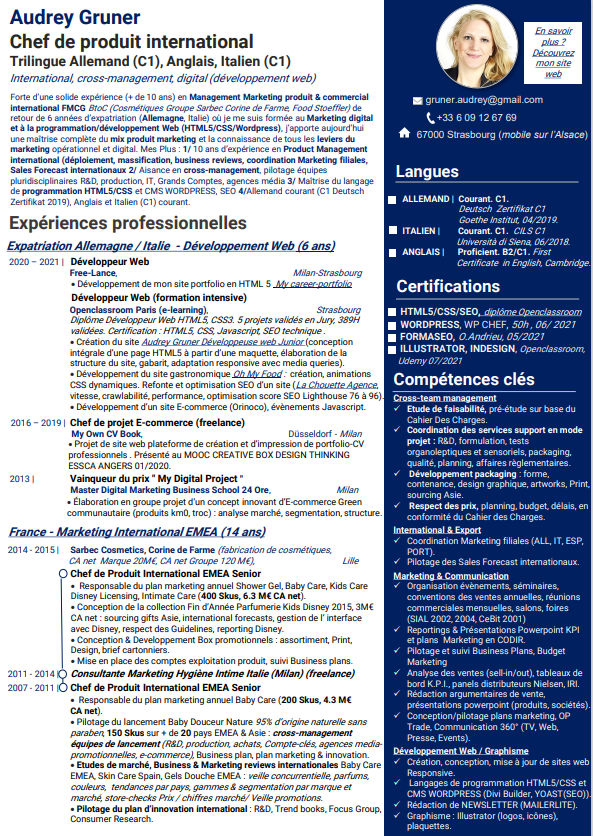 Audrey Gruner
Chef de produit international
Trilingue Allemand (C1), Anglais, Italien (C1)
International, cross-management, digital (développement web)
Forte d'une solide expérience (+ de 10 ans) en Management Marketing produit & commercial
international FMCG BtoC (Cosmétiques Groupe Sarbec Corine de Farme, Food Stoeffler) de
retour de 6 années d'expatriation (Allemagne, Italie) où je me suis formée au Marketing digital
et à la programmation/développement Web (HTML5/CSS/Wordpress), j'apporte aujourd'hui
une maîtrise complète du mix produit marketing et la connaissance de tous les leviers du
marketing opérationnel et digital. Mes Plus : 1/ 10 ans d'expérience en Product Management
international (déploiement, massification, business reviews, coordination Marketing filiales,
Sales Forecast internationaux 2/ Aisance en cross-management, pilotage équipes
pluridisciplinaires R&D, production, IT, Grands Comptes, agences média 3/ Maîtrise du langage
de programmation HTML5/CSS et CMS WORDPRESS, SEO 4/Allemand courant (C1 Deutsch
Zertifikat 2019), Anglais et Italien (C1) courant.
Expériences professionnelles
Expatriation Allemagne / Italie - Développement Web (6 ans)
2020 – 2021 | Développeur Web
Free-Lance, Milan-Strasbourg
• Développement de mon site portfolio en HTML 5 My career-portfolio
Développeur Web (formation intensive)
Openclassroom Paris (e-learning), Strasbourg
Diplôme Développeur Web HTML5, CSS3. 5 projets validés en Jury, 389H
validées. Certification : HTML5, CSS, Javascript, SEO technique .
• Création du site Audrey Gruner Développeuse web Junior (conception
intégrale d'une page HTML5 à partir d'une maquette, élaboration de la
structure du site, gabarit, adaptation responsive avec media queries).
• Développement du site gastronomique Oh My Food : création, animations
CSS dynamiques. Refonte et optimisation SEO d'un site (La Chouette Agence,
vitesse, crawlabilité, performance, optimisation score SEO Lighthouse 76 à 96).
• Développement d'un site E-commerce (Orinoco), évènements Javascript.
2016 – 2019 | Chef de projet E-commerce (freelance)
My Own CV Book, Düsseldorf - Milan
• Projet de site web plateforme de création et d'impression de portfolio-CV
professionnels . Présenté au MOOC CREATIVE BOX DESIGN THINKING
ESSCA ANGERS 01/2020.
2013 | Vainqueur du prix " My Digital Project "
Master Digital Marketing Business School 24 Ore, Milan
• Élaboration en groupe projet d'un concept innovant d'E-commerce Green
communautaire (produits km0, troc) : analyse marché, segmentation, structure.
France - Marketing International EMEA (14 ans)
2014 - 2015 | Sarbec Cosmetics, Corine de Farme (fabrication de cosmétiques,
CA net Marque 20M€, CA net Groupe 120 M€), Lille
Chef de Produit International EMEA Senior
• Responsable du plan marketing annuel Shower Gel, Baby Care, Kids Care
Disney Licensing, Intimate Care (400 Skus, 6.3 M€ CA net).
• Conception de la collection Fin d'Année Parfumerie Kids Disney 2015, 3M€
CA net : sourcing gifts Asie, international forecasts, gestion de l' interface
avec Disney, respect des Guidelines, reporting Disney.
• Conception & Developpement Box promotionnels : assortiment, Print,
Design, brief cartonniers.
• Mise en place des comptes exploitation produit, suivi Business plans.
2011 - 2014 Consultante Marketing Hygiène Intime Italie (Milan) (freelance)
2007 - 2011 Chef de Produit International EMEA Senior
• Responsable du plan marketing annuel Baby Care (200 Skus, 4.3 M€
CA net).
• Pilotage du lancement Baby Douceur Nature 95% d'origine naturelle sans
paraben, 150 Skus sur + de 20 pays EMEA & Asie : cross-management
équipes de lancement (R&D, production, achats, Compte-clés, agences media-
promotionnelles, e-commerce), Business plan, plan marketing & innovation.
• Etudes de marché, Business & Marketing reviews internationales Baby Care
EMEA, Skin Care Spain, Gels Douche EMEA : veille concurrentielle, parfums,
couleurs, tendances par pays, gammes & segmentation par marque et
marché, store-checks Prix / chiffres marché/ Veille promotions.
• Pilotage du plan d'innovation international : R&D, Trend books, Focus Group,
Consumer Research.
En savoir
plus ?
Découvrez
mon site
web
gruner.audrey@gmail.com
+33 6 09 12 67 69
67000 Strasbourg (mobile sur l'Alsace)
Langues
ALLEMAND | Courant. C1.
Deutsch Zertifikat C1
Goethe Institut, 04/2019.
ITALIEN | Courant. C1. CILS C1
Università di Siena, 06/2018.
ANGLAIS | Proficient. B2/C1. First
Certificate in English, Cambridge.
Certifications
HTML5/CSS/SEO, diplôme Openclassroom
WORDPRESS, WP CHEF, 50h , 06/ 2021
FORMASEO, O.Andrieu, 05/2021
ILLUSTRATOR, INDESIGN, Openclassroom,
Udemy 07/2021
Compétences clés
Cross-team management
✓ Etude de faisabilité, pré-étude sur base du
Cahier Des Charges.
✓ Coordination des services support en mode
projet : R&D, formulation, tests
organoleptiques et sensoriels, packaging,
qualité, planning, affaires règlementaires.
✓ Développement packaging : forme,
contenance, design graphique, artworks, Print,
sourcing Asie.
✓ Respect des prix, planning, budget, délais, en
conformité du Cahier des Charges.
International & Export
✓ Coordination Marketing filiales (ALL, IT, ESP,
PORT).
✓ Pilotage des Sales Forecast internationaux.
Marketing & Communication
✓ Organisation évènements, séminaires,
conventions des ventes annuelles, réunions
commerciales mensuelles, salons, foires
(SIAL 2002, 2004, CeBit 2001)
✓ Reportings & Présentations Powerpoint KPI
et plans Marketing en CODIR.
✓ Pilotage et suivi Business Plans, Budget
Marketing
✓ Analyse des ventes (sell-in/out), tableaux de
bord K.P.I., panels distributeurs Nielsen, IRI.
✓ Rédaction argumentaires de vente,
présentations powerpoint (produits, sociétés).
✓ Conception/pilotage plans marketing, OP
Trade, Communication 360° (TV, Web,
Presse, Events).
Développement Web / Graphisme
✓ Création, conception, mise à jour de sites web
Responsive.
✓ Langages de programmation HTML5/CSS et
CMS WORDPRESS (Divi Builder, YOAST(SEO)).
✓ Rédaction de NEWSLETTER (MAILERLITE).
✓ Graphisme : Illustrator (logos, icônes),
plaquettes.